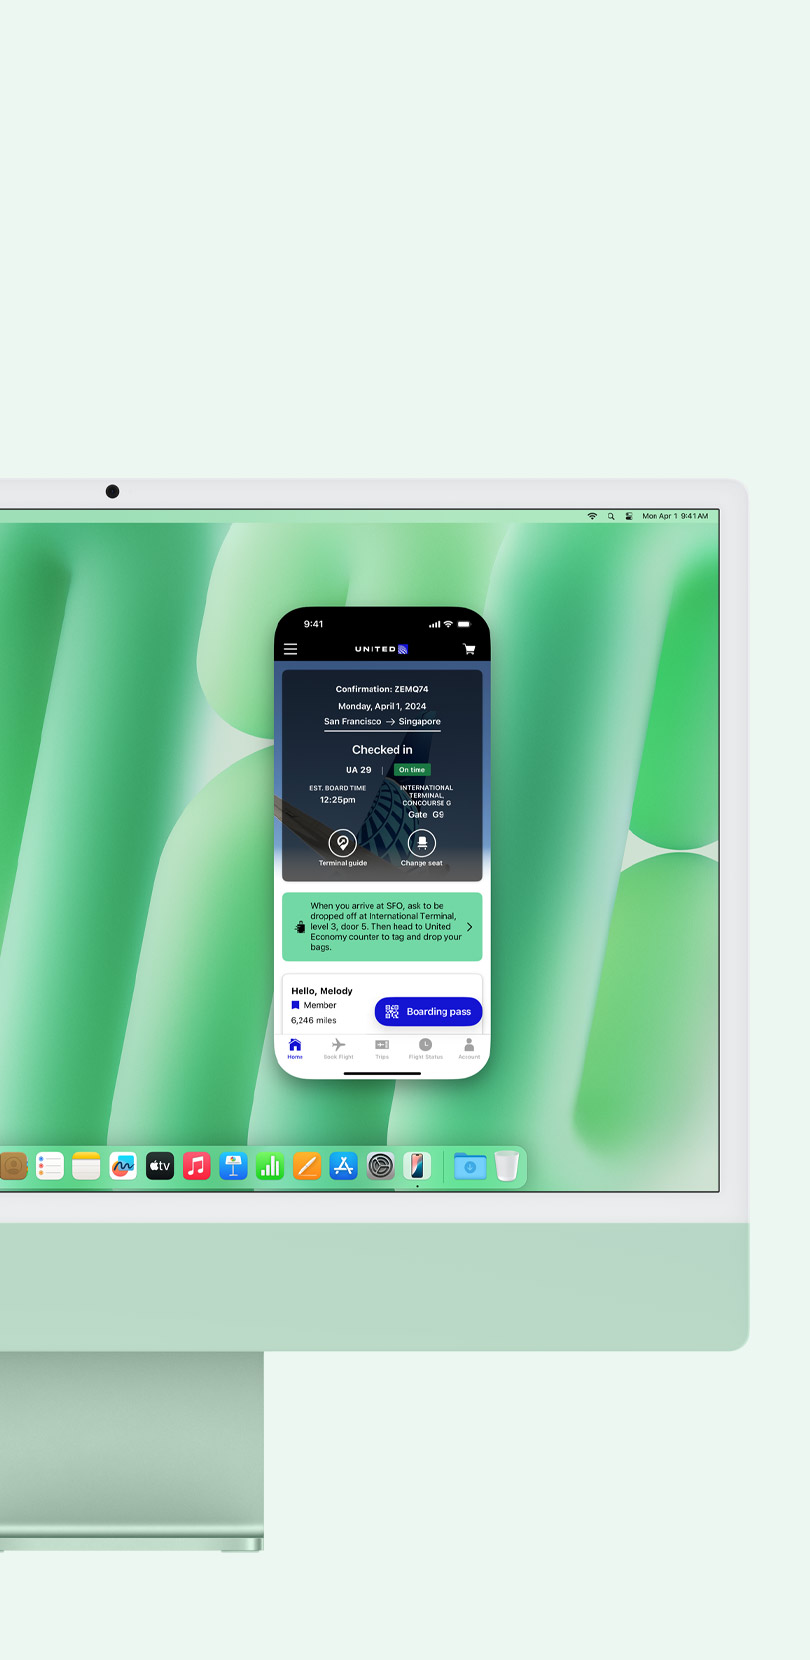 Mon Apr 1 9:41 AM
9:41
UNITED
Confirmation: ZEMQ74
Monday, April 1, 2024
San Francisco → Singapore
Checked in
UA 29 | On time
EST. BOARD TIME
12:25pm
INTERNATIONAL
TERMINAL,
CONCOURSE G
Gate G9
Terminal guide
Change seat
When you arrive at SFO, ask to be
dropped off at International Terminal,
level 3, door 5. Then head to United
Economy counter to tag and drop your
bags.
Hello, Melody
Member
6,246 miles
Boarding pass
Home
Book Flight
Trips
Flight Status
Account
tv